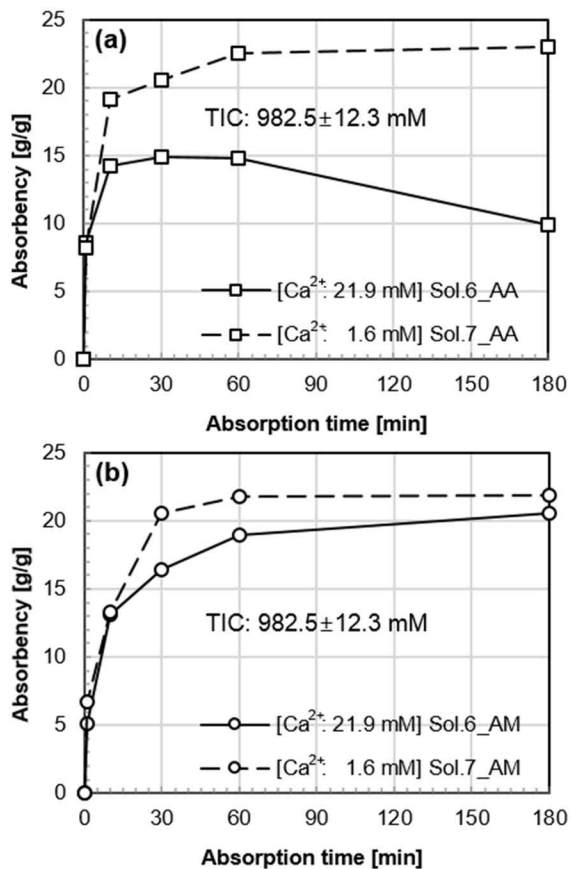 (a)
25
20
15
10
5
0
Absorbency [g/g]
TIC: 982.5±12.3 mM
[Ca²⁺: 21.9 mM] Sol.6_AA
[Ca²⁺: 1.6 mM] Sol.7_AA
0 30 60 90 120 150 180
Absorption time [min]
(b)
25
20
15
10
5
0
Absorbency [g/g]
TIC: 982.5±12.3 mM
[Ca²⁺: 21.9 mM] Sol.6_AM
[Ca²⁺: 1.6 mM] Sol.7_AM
0 30 60 90 120 150 180
Absorption time [min]